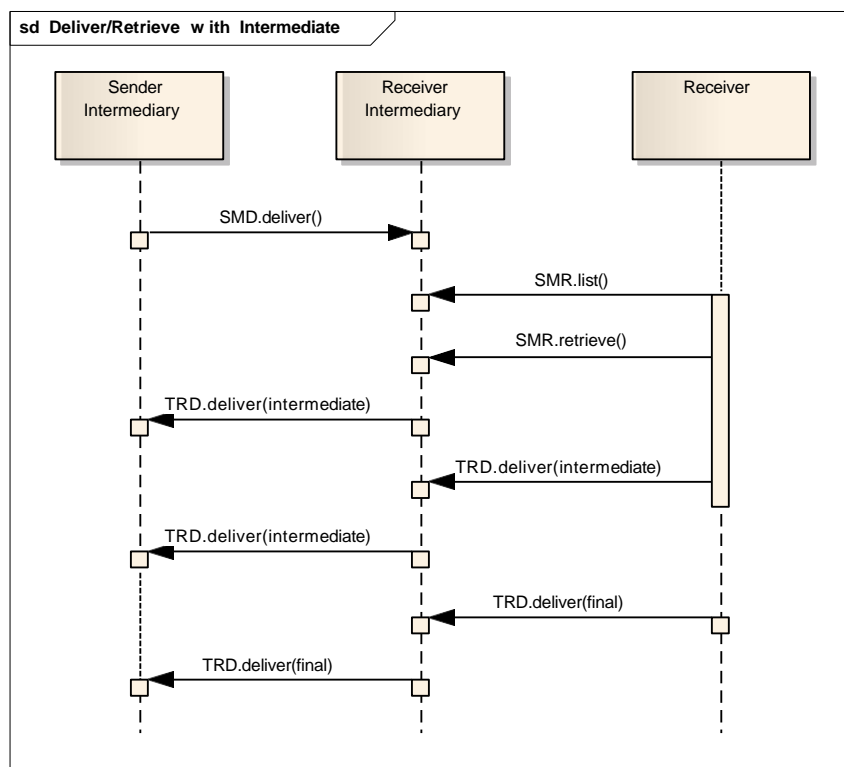 sd Deliver/Retrieve w ith Intermediate
Sender
Intermediary
Receiver
Intermediary
Receiver
SMD.deliver()
SMR.list()
SMR.retrieve()
TRD.deliver(intermediate)
TRD.deliver(intermediate)
TRD.deliver(intermediate)
TRD.deliver(final)
TRD.deliver(final)